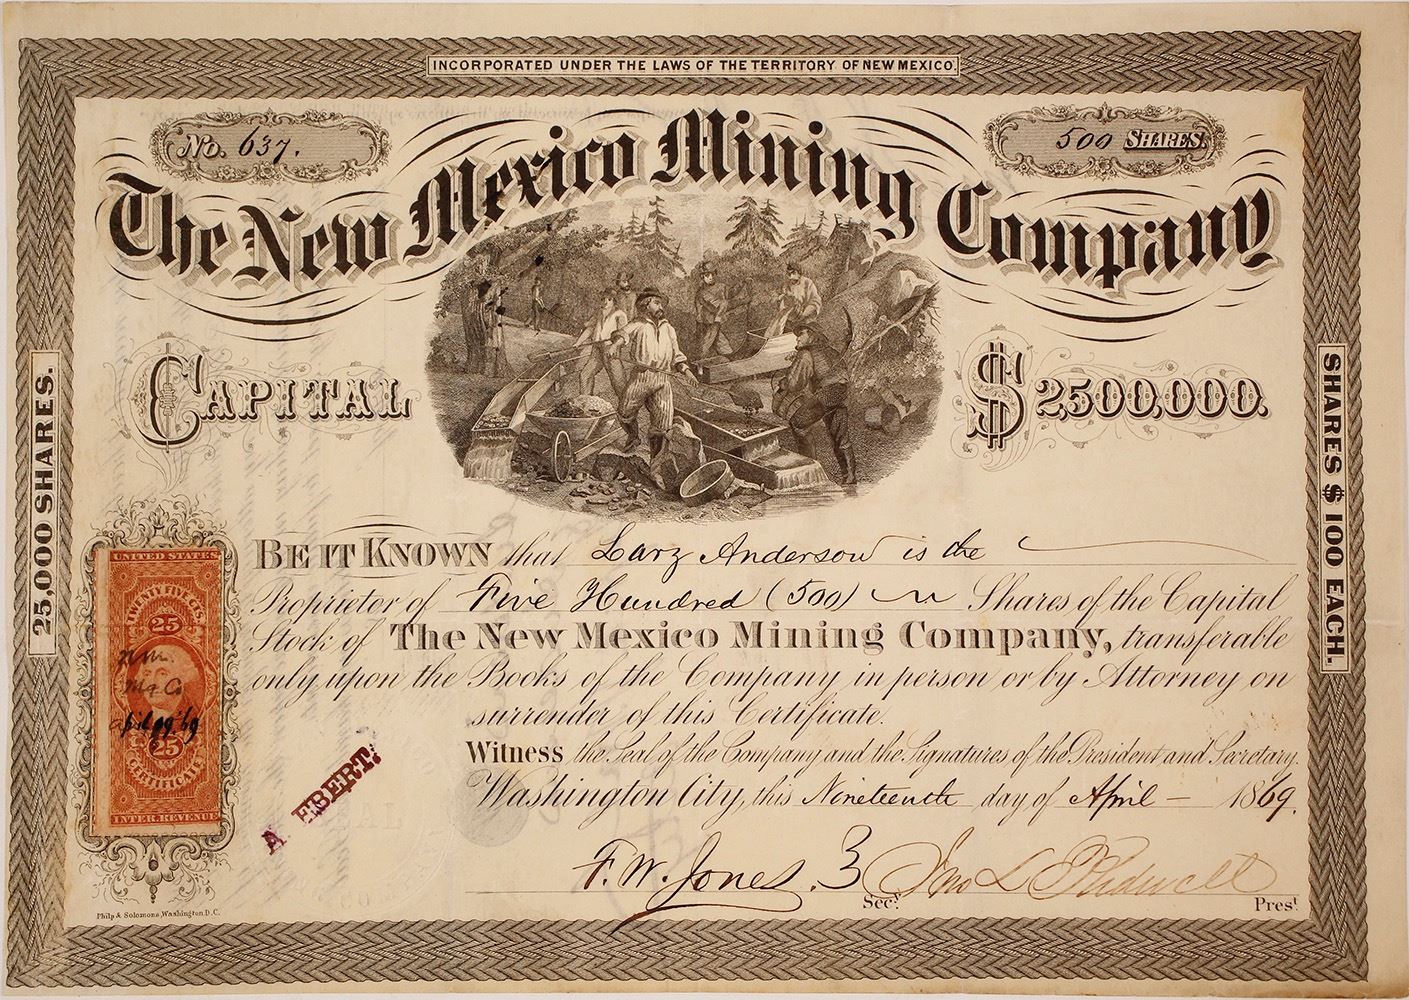 INCORPORATED UNDER THE LAWS OF THE TERRITORY OF NEW MEXICO.
No. 637.
500 SHARES.
The New Mexico Mining Company
CAPITAL $2500,000.
25,000 SHARES.
SHARES $100 EACH.
BE IT KNOWN that Larz Anderson is the
Proprietor of Five Hundred (500) Shares of the Capital
Stock of The New Mexico Mining Company, transferable
only upon the Books of the Company in person or by Attorney on
surrender of this Certificate.
Witness the Seal of the Company and the Signatures of the President and Secretary.
Washington City, this Nineteenth day of April 1869.
F. W. Jones.
Secy.
Prest.
UNITED STATES
TWENTY FIVE CTS.
25
N.M.
Mg Co
25
CERTIFICATE
INTER. REVENUE
A EBERT.
Philp & Solomons, Washington, D.C.